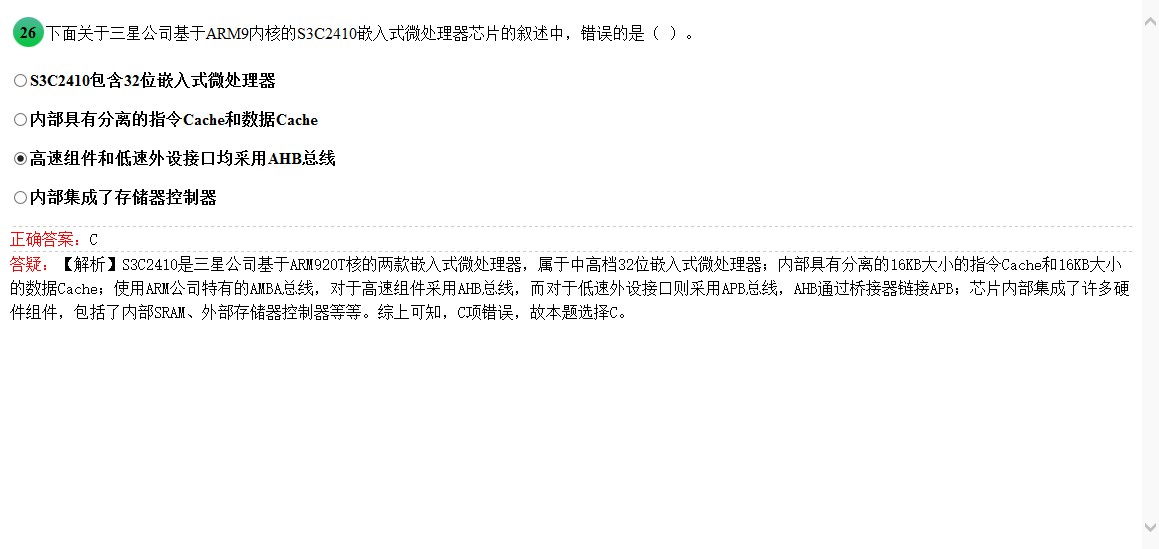 26 下面关于三星公司基于ARM9内核的S3C2410嵌入式微处理器芯片的叙述中，错误的是（ ）。
S3C2410包含32位嵌入式微处理器
内部具有分离的指令Cache和数据Cache
高速组件和低速外设接口均采用AHB总线
内部集成了存储器控制器
正确答案：C
答疑：【解析】S3C2410是三星公司基于ARM920T核的两款嵌入式微处理器，属于中高档32位嵌入式微处理器；内部具有分离的16KB大小的指令Cache和16KB大小
的数据Cache；使用ARM公司特有的AMBA总线，对于高速组件采用AHB总线，而对于低速外设接口则采用APB总线，AHB通过桥接器链接APB；芯片内部集成了许多硬
件组件，包括了内部SRAM、外部存储器控制器等等。综上可知，C项错误，故本题选择C。